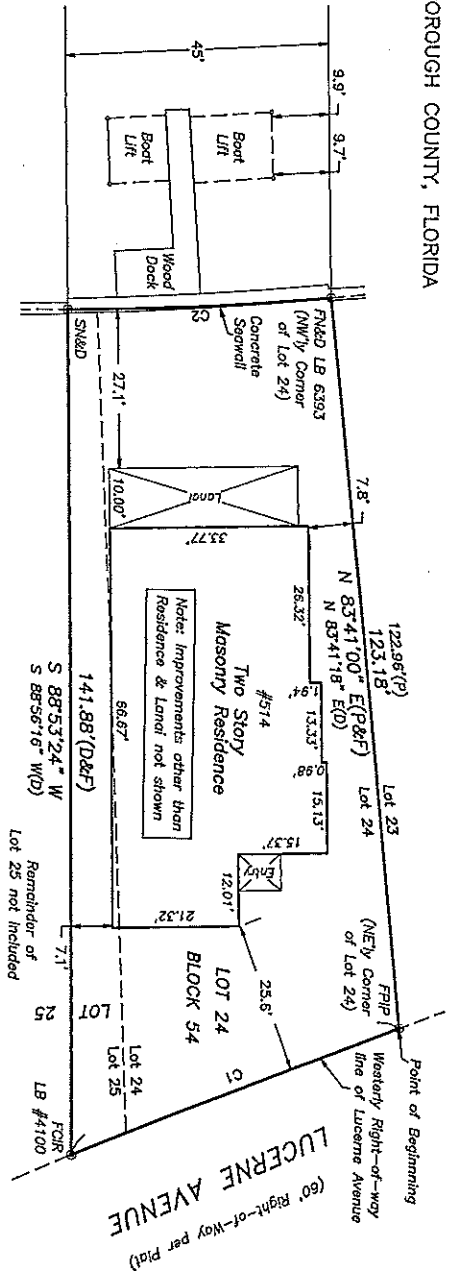 OROUGH COUNTY, FLORIDA
9.9'
9.7'
45'
Boat
Lift
Boat
Lift
Wood
Dock
FN&D LB 6393
(NW'ly Corner
of Lot 24)
Concrete
Seawall
C2
SN&D
27.1'
10.00'
Lanai
7.8'
33.77'
122.96'(P)
123.18'
N 83°41'00" E(P&F)
N 83°41'18" E(D)
Lot 23
Lot 24
26.32'
1.94'
13.33'
0.98'
15.13'
15.37'
#514
Two Story
Masonry Residence
Note: Improvements other than
Residence & Lanai not shown
66.67'
Entry
12.01'
21.32'
141.88'(D&F)
S 88°53'24" W
S 88°56'16" W(D)
Remainder of
Lot 25 not included
7.1'
LOT 24
BLOCK 54
25.6'
LOT 25
Lot 24
Lot 25
C1
FPIP
(NE'ly Corner
of Lot 24)
Point of Beginnning
Westerly Right-of-way
line of Lucerne Avenue
FCIR
LB #4100
LUCERNE AVENUE
(60' Right-of-Way per Plat)